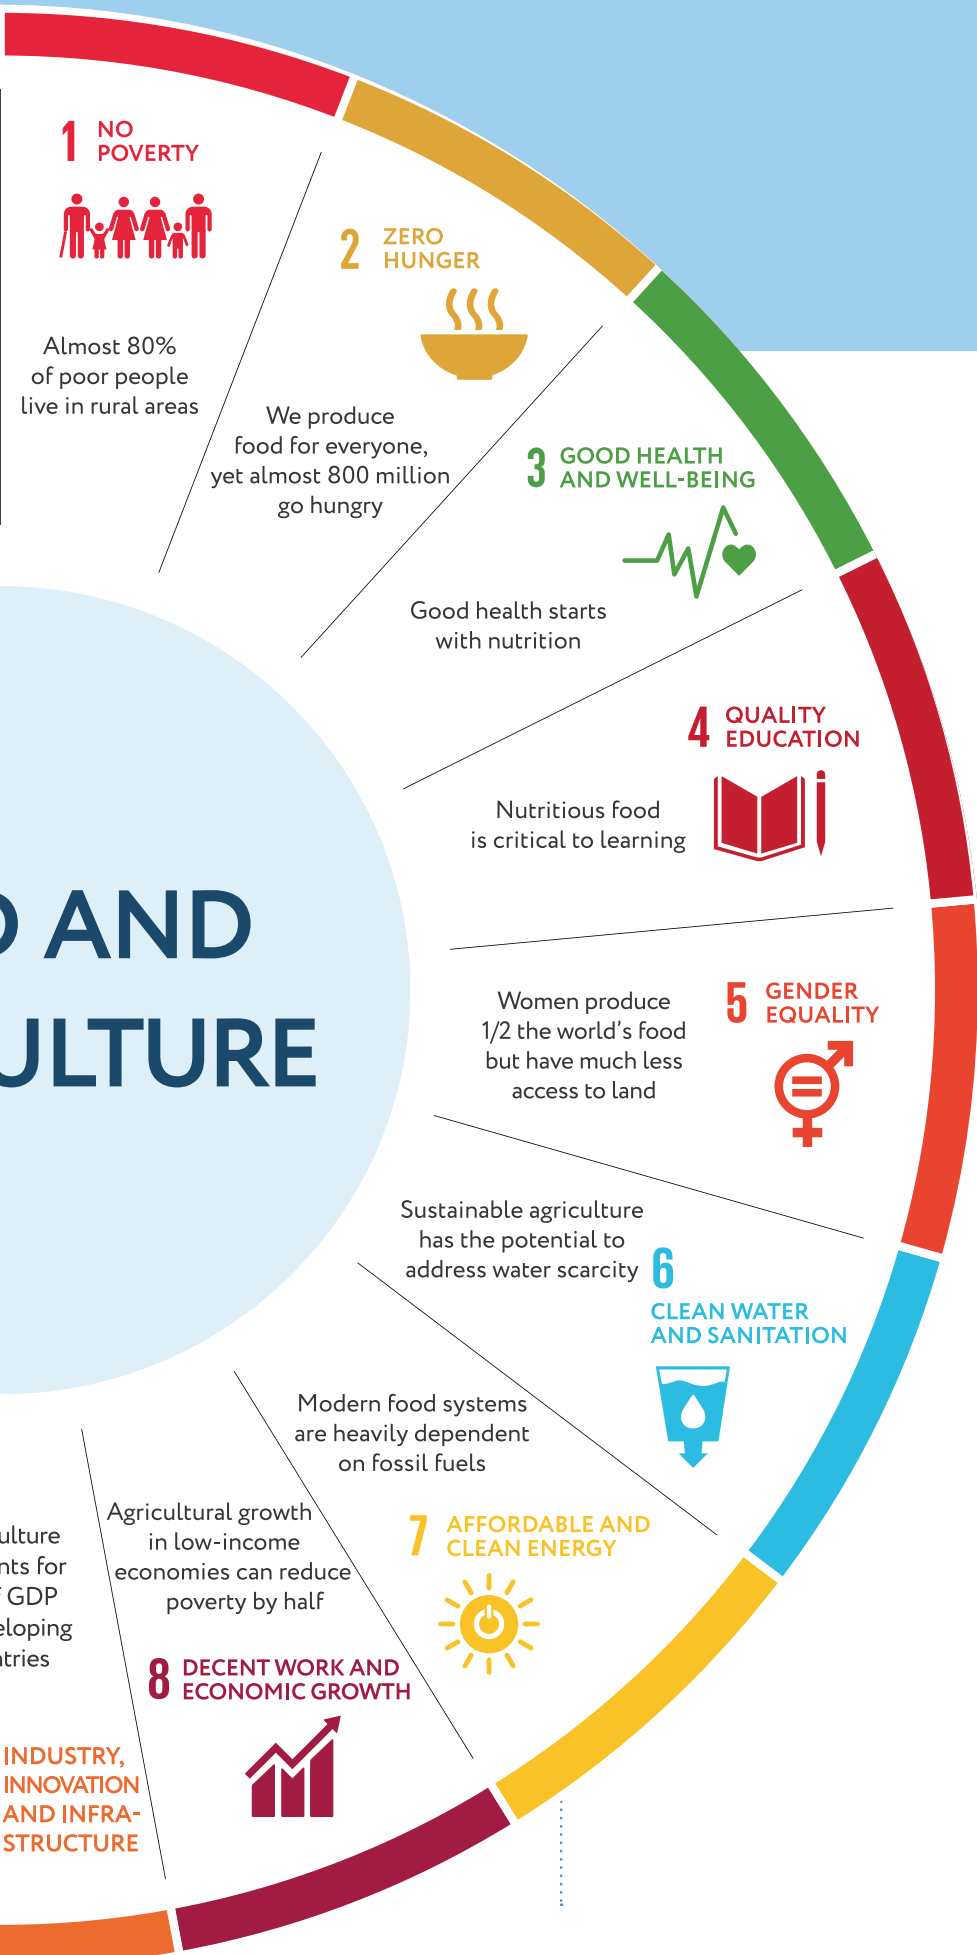 1 NO
POVERTY
Almost 80%
of poor people
live in rural areas
2 ZERO
HUNGER
We produce
food for everyone,
yet almost 800 million
go hungry
3 GOOD HEALTH
AND WELL-BEING
Good health starts
with nutrition
4 QUALITY
EDUCATION
Nutritious food
is critical to learning
5 GENDER
EQUALITY
Women produce
1/2 the world's food
but have much less
access to land
AND
ULTURE
Sustainable agriculture
has the potential to
address water scarcity
6
CLEAN WATER
AND SANITATION
Modern food systems
are heavily dependent
on fossil fuels
7 AFFORDABLE AND
CLEAN ENERGY
Agricultural growth
in low-income
economies can reduce
poverty by half
8 DECENT WORK AND
ECONOMIC GROWTH
ulture
nts for
GDP
eloping
ntries
INDUSTRY,
INNOVATION
AND INFRA-
STRUCTURE